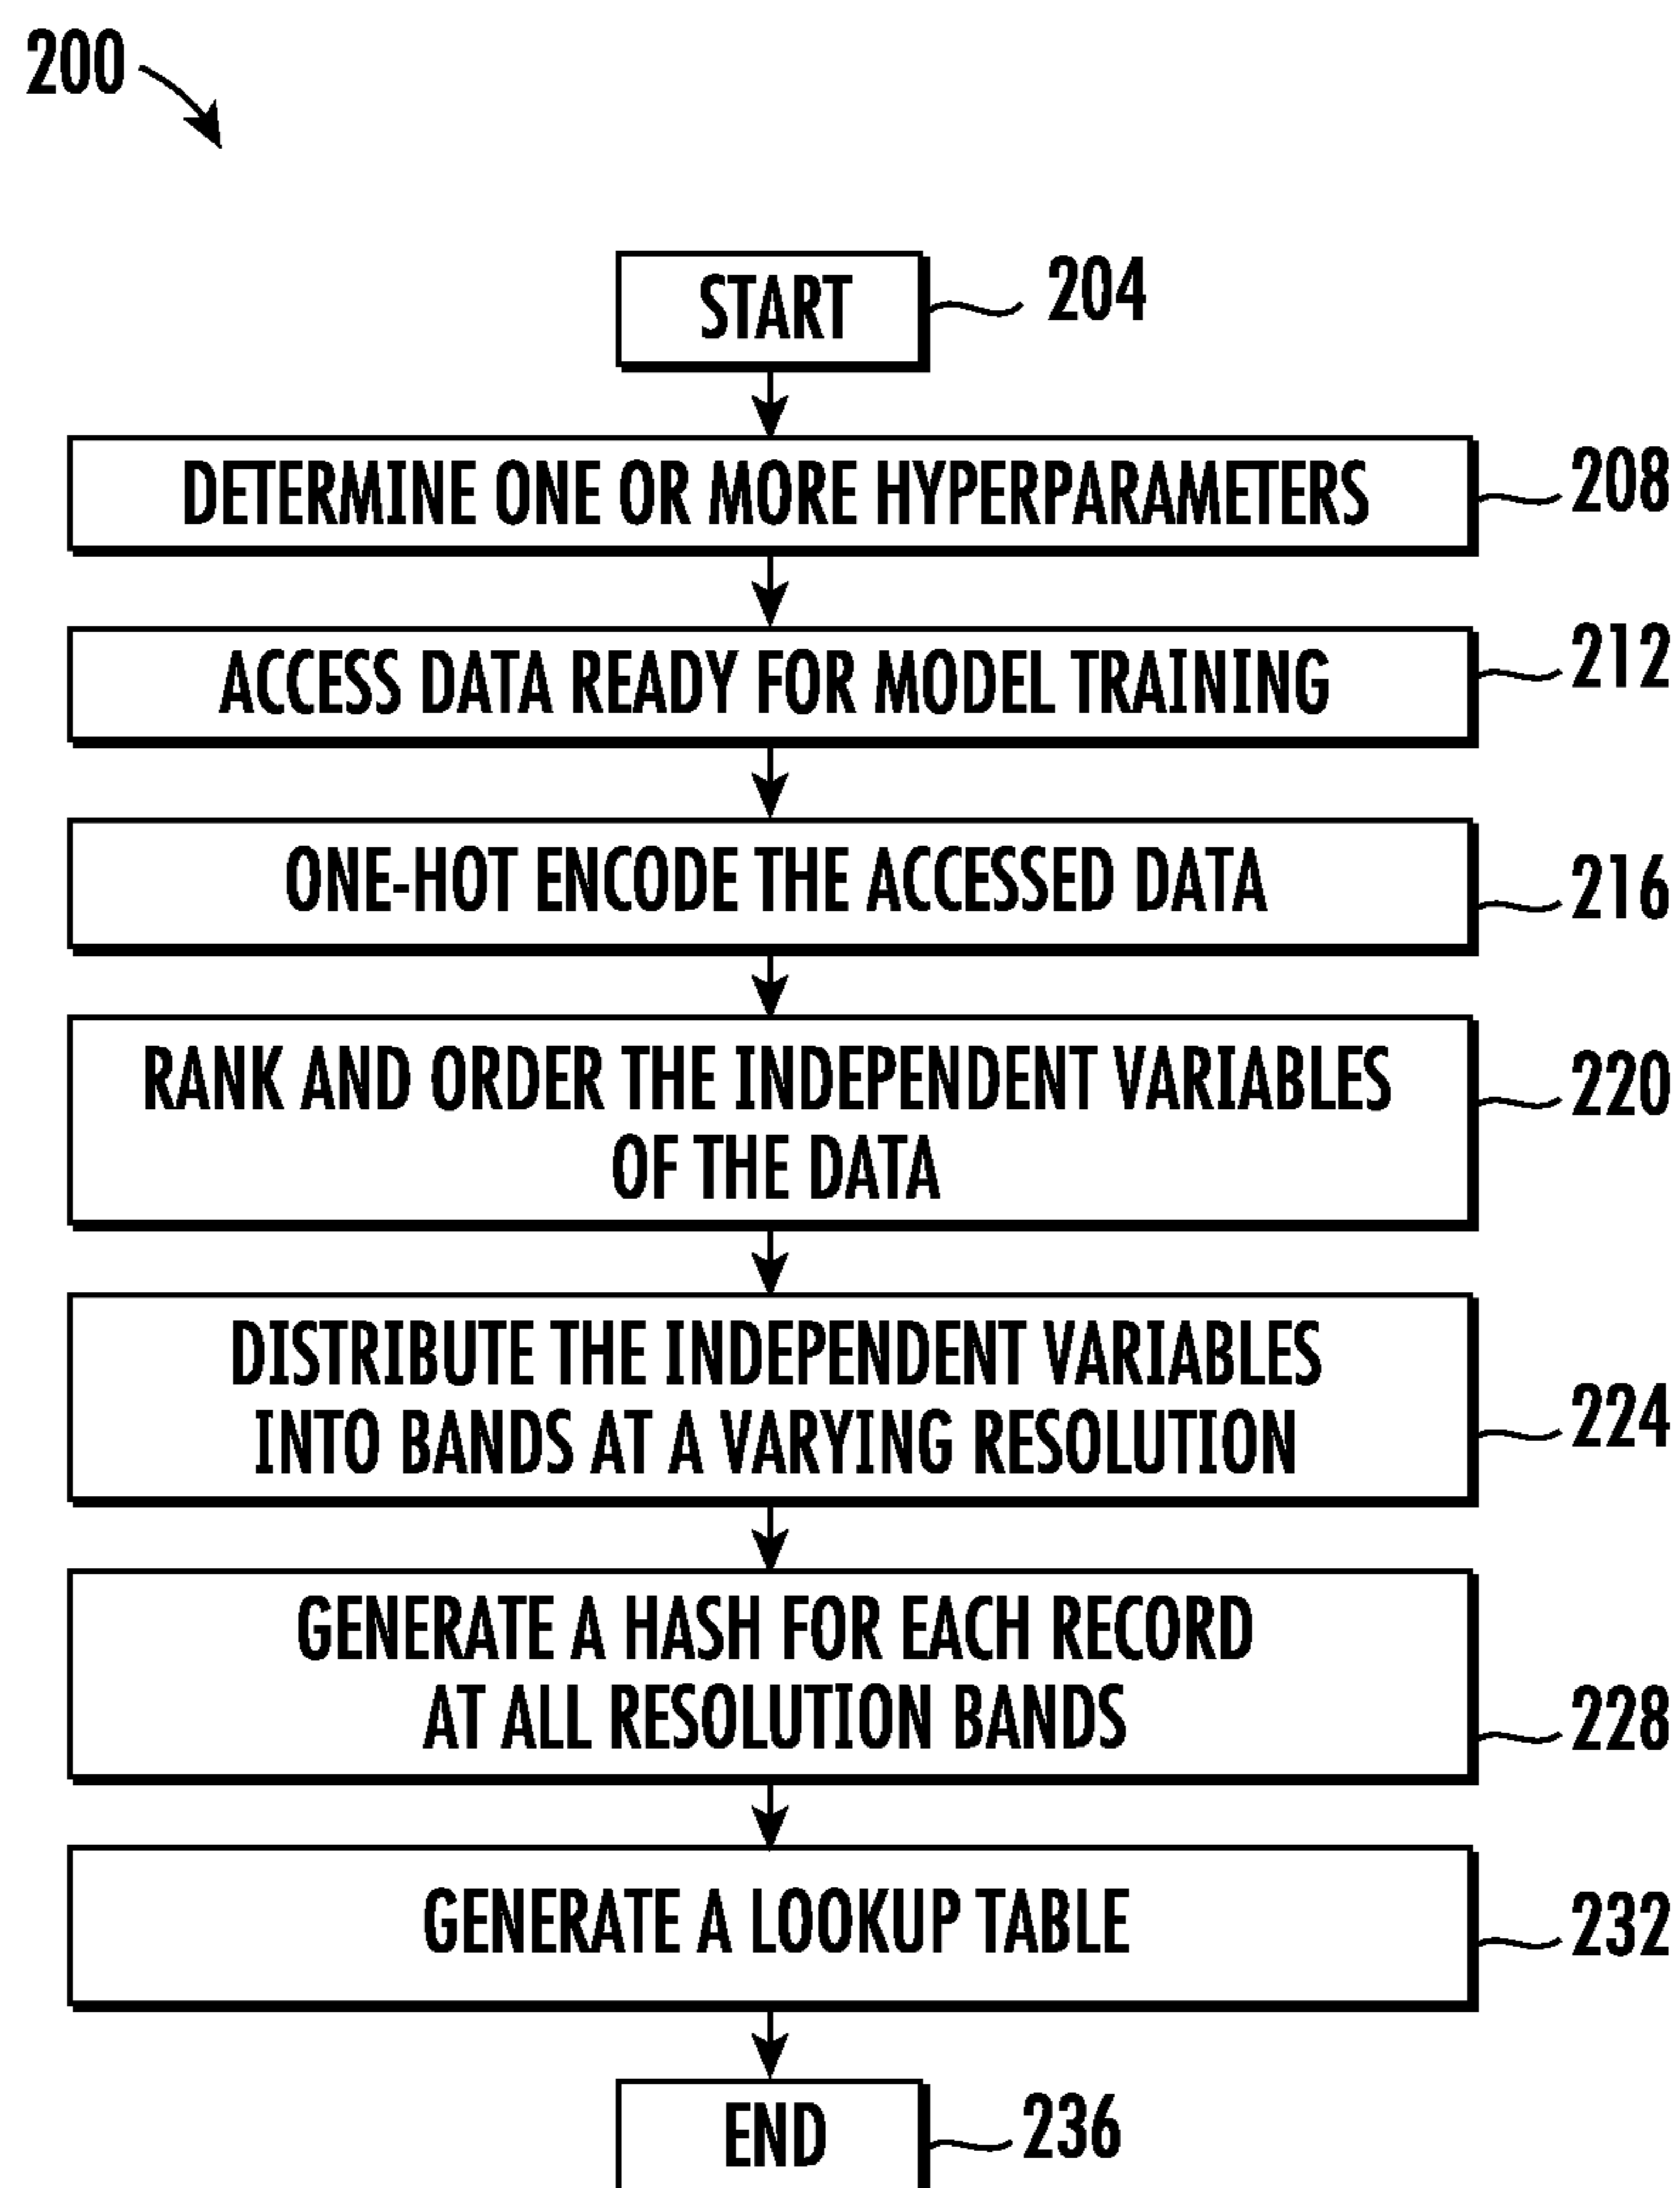 200
START
204
DETERMINE ONE OR MORE HYPERPARAMETERS
208
ACCESS DATA READY FOR MODEL TRAINING
212
ONE-HOT ENCODE THE ACCESSED DATA
216
RANK AND ORDER THE INDEPENDENT VARIABLES
OF THE DATA
220
DISTRIBUTE THE INDEPENDENT VARIABLES
INTO BANDS AT A VARYING RESOLUTION
224
GENERATE A HASH FOR EACH RECORD
AT ALL RESOLUTION BANDS
228
GENERATE A LOOKUP TABLE
232
END
236